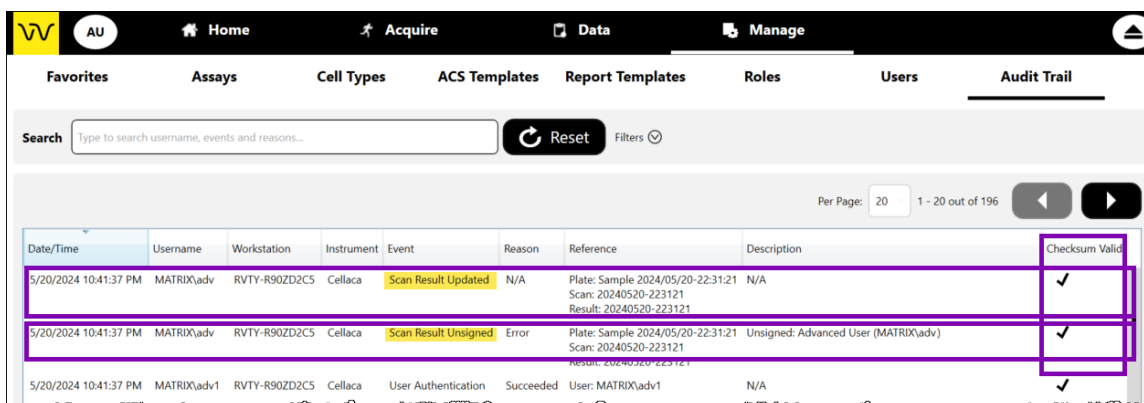 AU Home Acquire Data Manage
Favorites Assays Cell Types ACS Templates Report Templates Roles Users Audit Trail
Search Type to search username, events and reasons... Reset Filters
Per Page: 20 1 - 20 out of 196
Date/Time Username Workstation Instrument Event Reason Reference Description Checksum Valid
5/20/2024 10:41:37 PM MATRIX\adv RVTY-R90ZD2C5 Cellaca Scan Result Updated N/A Plate: Sample 2024/05/20-22:31:21 N/A
Scan: 20240520-223121
Result: 20240520-223121
5/20/2024 10:41:37 PM MATRIX\adv RVTY-R90ZD2C5 Cellaca Scan Result Unsigned Error Plate: Sample 2024/05/20-22:31:21 Unsigned: Advanced User (MATRIX\adv)
Scan: 20240520-223121
Result: 20240520-223121
5/20/2024 10:41:37 PM MATRIX\adv1 RVTY-R90ZD2C5 Cellaca User Authentication Succeeded User: MATRIX\adv1 N/A